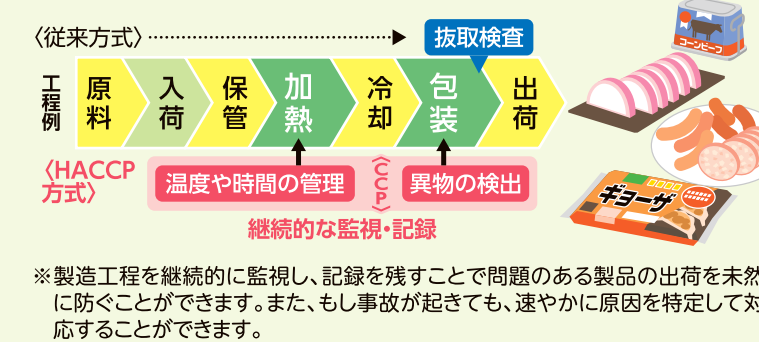 〈従来方式〉
抜取検査
工程例
原料
入荷
保管
加熱
冷却
包装
出荷
〈HACCP
方式〉
温度や時間の管理
〈CCP〉
異物の検出
継続的な監視・記録
コーンビーフ
ギョーザ
※製造工程を継続的に監視し、記録を残すことで問題のある製品の出荷を未然
に防ぐことができます。また、もし事故が起きても、速やかに原因を特定して対
応することができます。